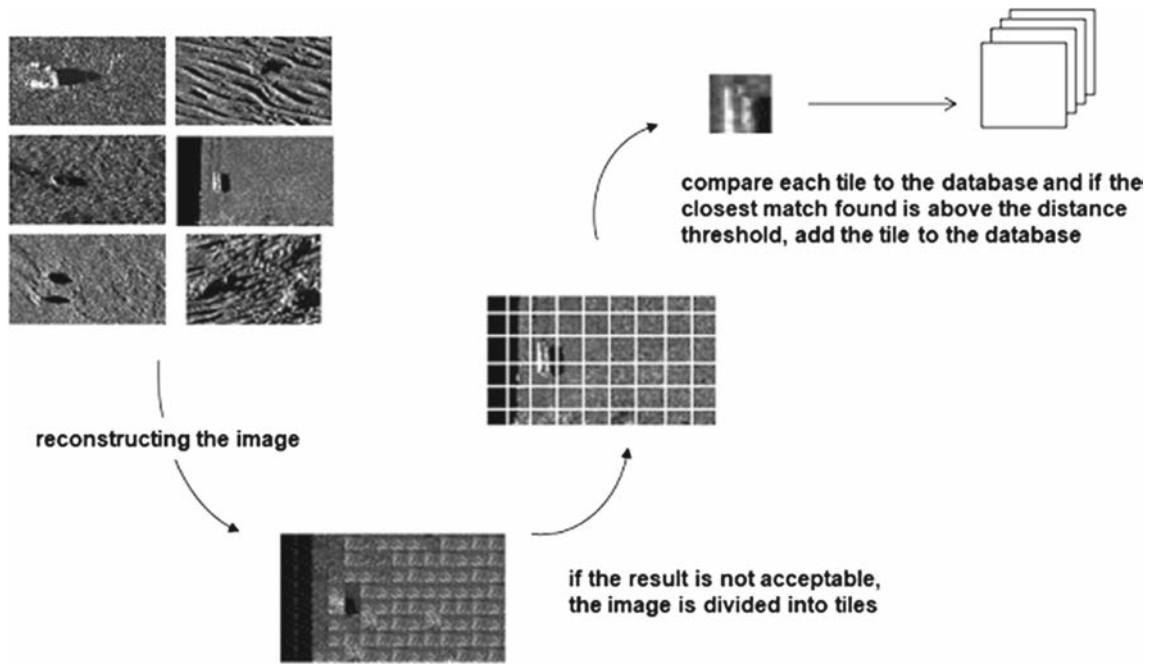 compare each tile to the database and if the
closest match found is above the distance
threshold, add the tile to the database
reconstructing the image
if the result is not acceptable,
the image is divided into tiles